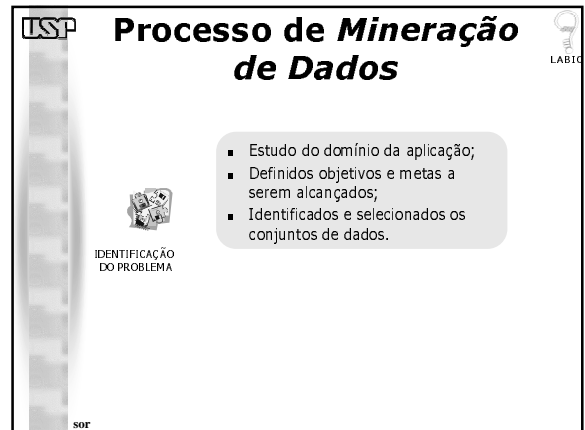 USP
Processo de Mineração
de Dados
LABIC
▪ Estudo do domínio da aplicação;
▪ Definidos objetivos e metas a
serem alcançados;
▪ Identificados e selecionados os
conjuntos de dados.
IDENTIFICAÇÃO
DO PROBLEMA
sor